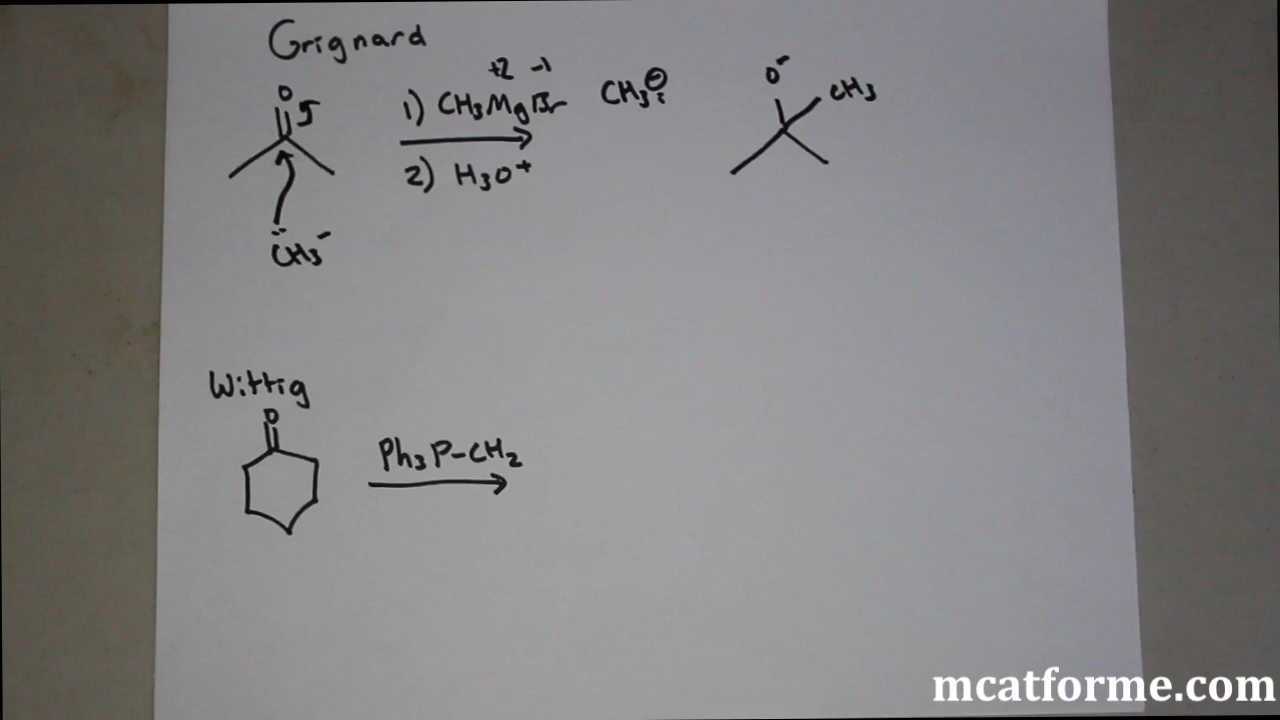 Grignard
+2 -1
O
1) CH3MgBr
CH3:⊖
O-
CH3
2) H3O+
:CH3-
Wittig
O
Ph3P-CH2
mcatforme.com